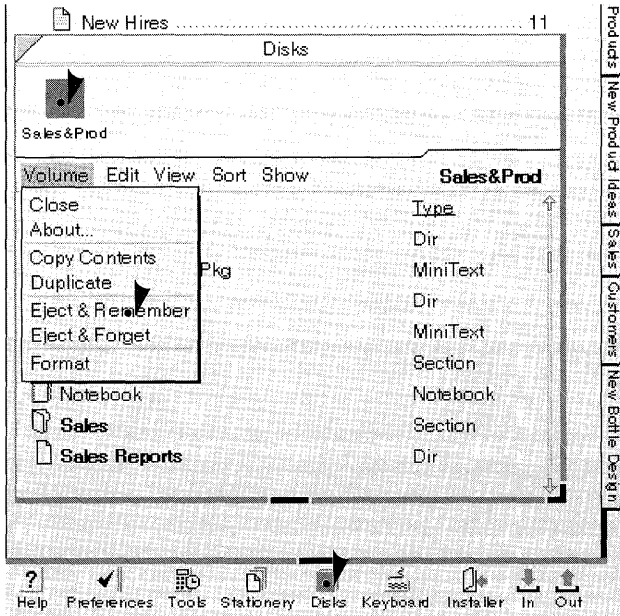 New Hires 11
Disks
Sales&Prod
Volume Edit View Sort Show Sales&Prod
Close
About...
Copy Contents
Duplicate
Eject & Remember
Eject & Forget
Format
Type
Dir
Pkg MiniText
Dir
MiniText
Section
Notebook Notebook
Sales Section
Sales Reports Dir
Products
New Product Ideas
Sales
Customers
New Bottle Design
? 
Help Preferences Tools Stationery Disks Keyboard Installer In Out